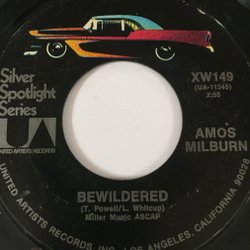 Silver
Spotlight
Series
UNITED ARTISTS RECORDS
XW149
(UA-11345)
2:55
AMOS
MILBURN
BEWILDERED
(T. Powell/L. Whitcup)
Miller Music ASCAP
UNITED ARTISTS RECORDS, INC., LOS ANGELES, CALIFORNIA 90028